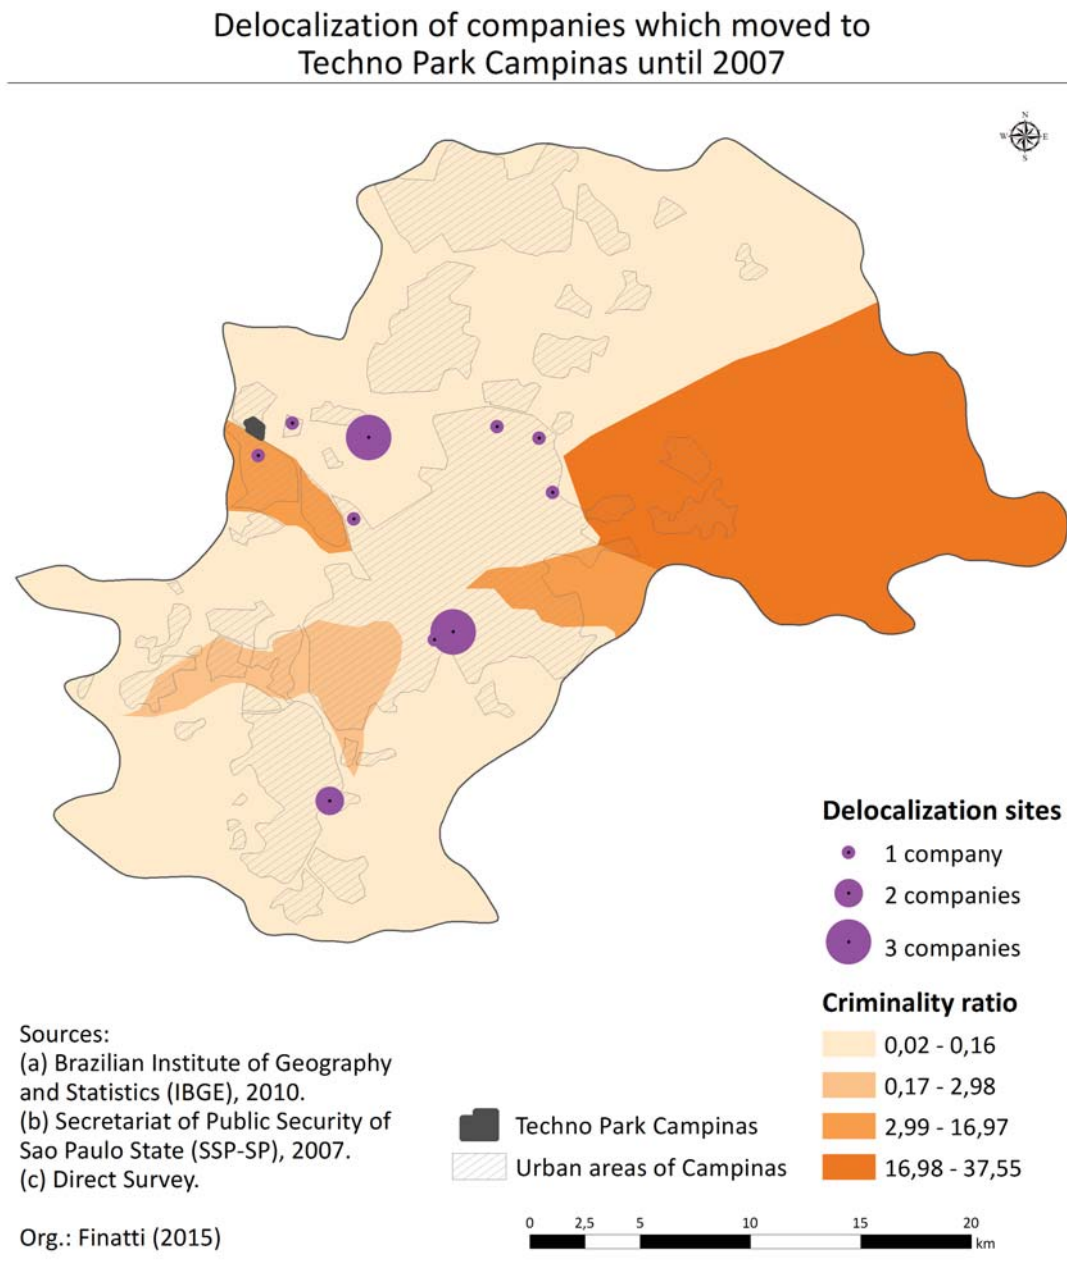 Delocalization of companies which moved to
Techno Park Campinas until 2007
N
W E
S
Delocalization sites
1 company
2 companies
3 companies
Criminality ratio
0,02 - 0,16
0,17 - 2,98
2,99 - 16,97
16,98 - 37,55
Sources:
(a) Brazilian Institute of Geography
and Statistics (IBGE), 2010.
(b) Secretariat of Public Security of
Sao Paulo State (SSP-SP), 2007.
(c) Direct Survey.
Org.: Finatti (2015)
Techno Park Campinas
Urban areas of Campinas
0 2,5 5 10 15 20
km